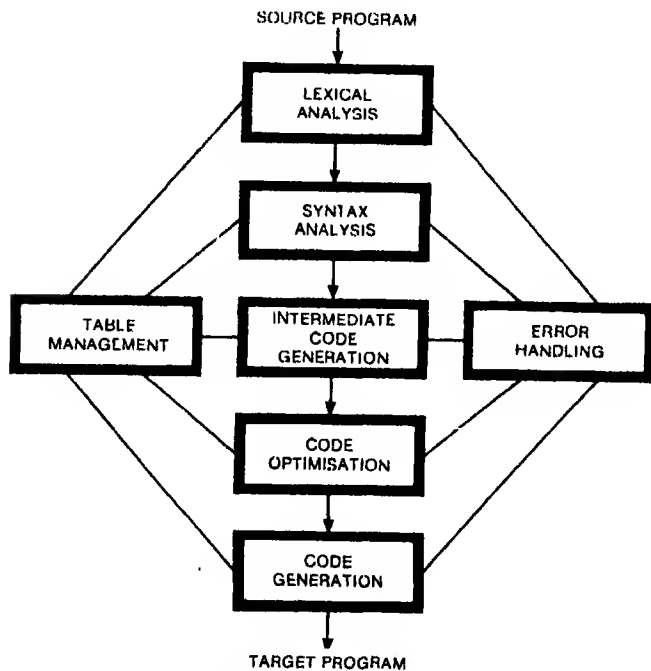 SOURCE PROGRAM
LEXICAL
ANALYSIS
SYNTAX
ANALYSIS
TABLE
MANAGEMENT
INTERMEDIATE
CODE
GENERATION
ERROR
HANDLING
CODE
OPTIMISATION
CODE
GENERATION
TARGET PROGRAM